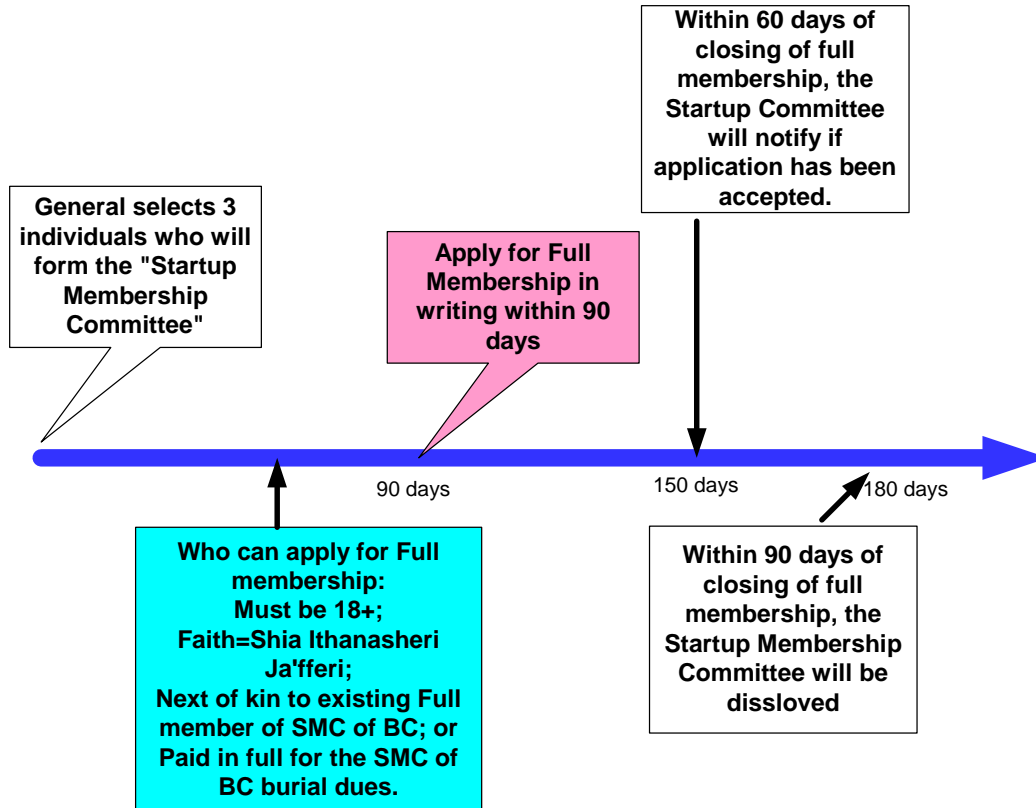 Within 60 days of
closing of full
membership, the
Startup Committee
will notify if
application has been
accepted.
General selects 3
individuals who will
form the "Startup
Membership
Committee"
Apply for Full
Membership in
writing within 90
days
90 days
150 days
180 days
Who can apply for Full
membership:
Must be 18+;
Faith=Shia Ithanasheri
Ja'fferi;
Next of kin to existing Full
member of SMC of BC; or
Paid in full for the SMC of
BC burial dues.
Within 90 days of
closing of full
membership, the
Startup Membership
Committee will be
dissloved